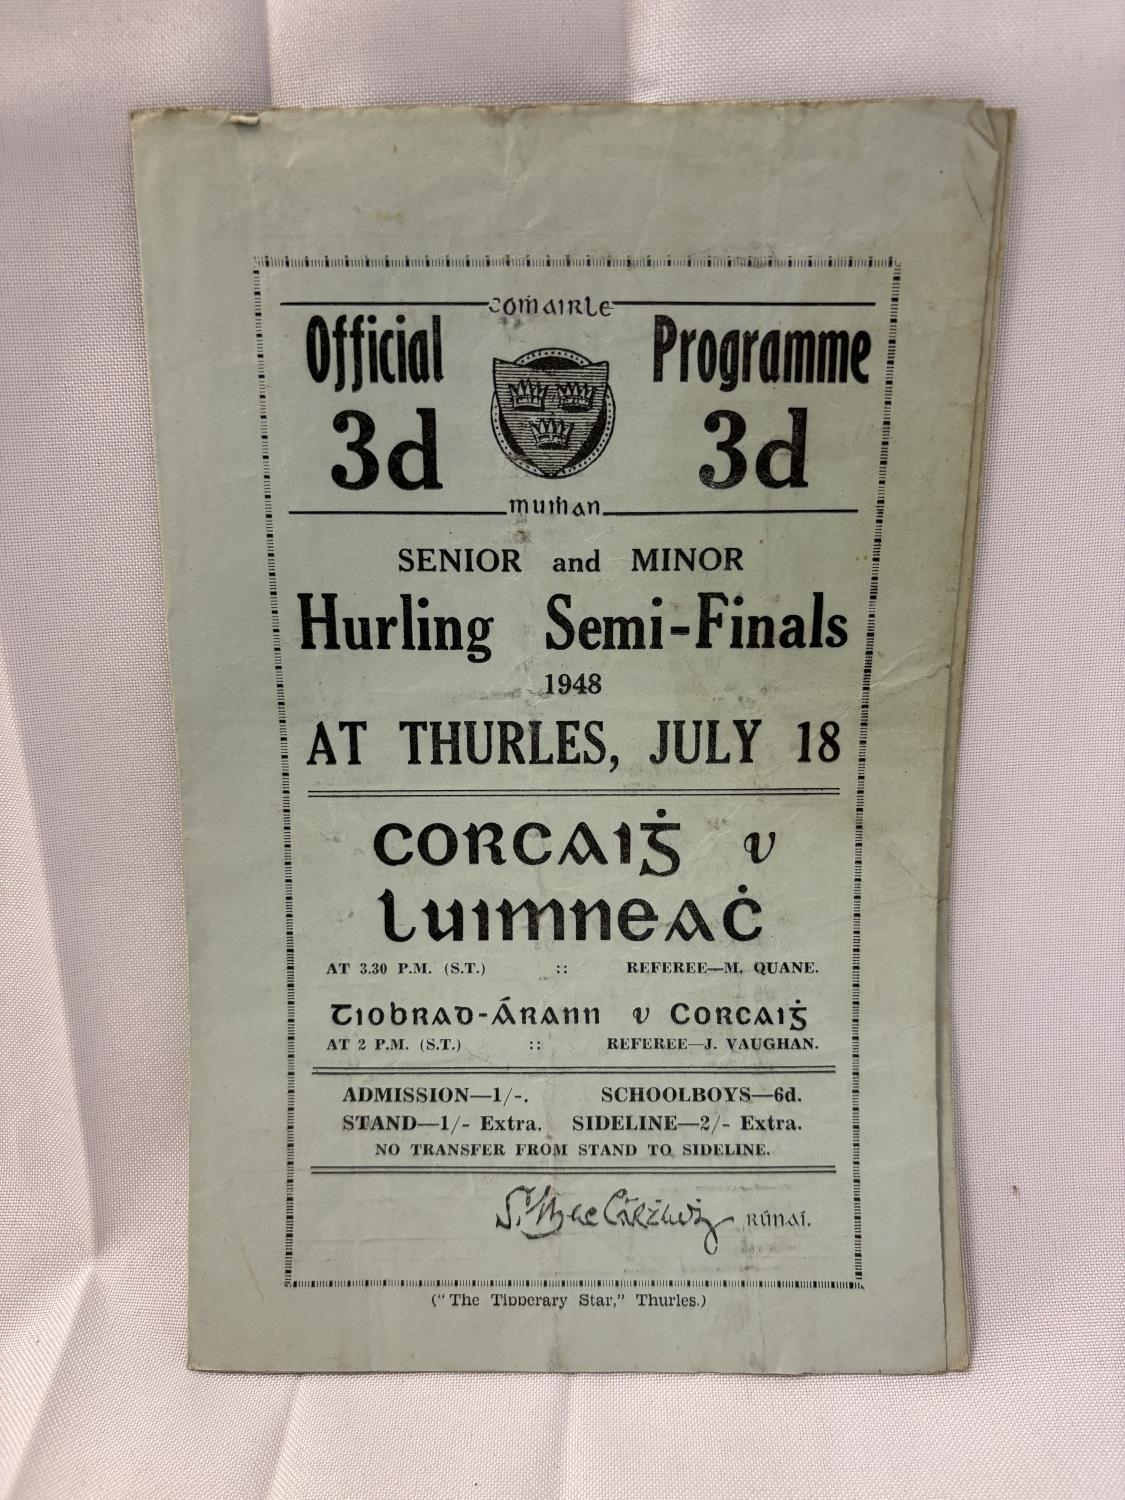 Comairle
Official Programme
3d 3d
Muṁan
SENIOR and MINOR
Hurling Semi-Finals
1948
AT THURLES, JULY 18
Corcaiġ v
Luimneaċ
AT 3.30 P.M. (S.T.) :: REFEREE—M. QUANE.
Tiobrad-Árann v Corcaiġ
AT 2 P.M. (S.T.) :: REFEREE—J. VAUGHAN.
ADMISSION—1/-. SCHOOLBOYS—6d.
STAND—1/- Extra. SIDELINE—2/- Extra.
NO TRANSFER FROM STAND TO SIDELINE.
S. Mac Rúnaí.
("The Tipperary Star," Thurles.)